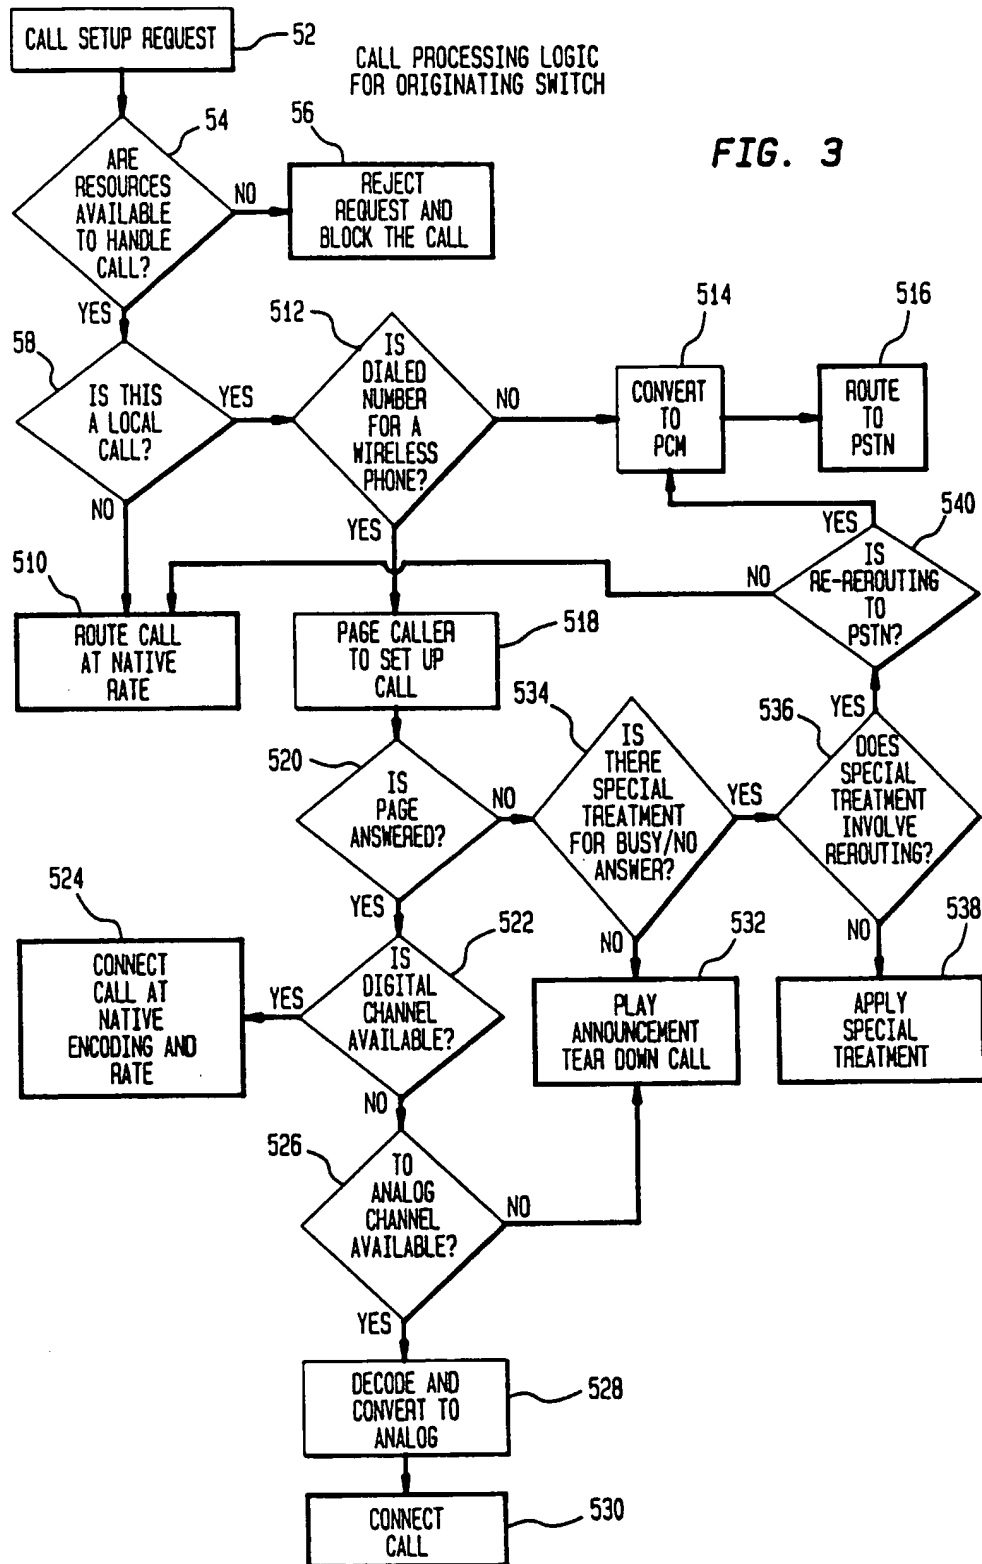 CALL SETUP REQUEST
52
CALL PROCESSING LOGIC
FOR ORIGINATING SWITCH
FIG. 3
54
ARE
RESOURCES
AVAILABLE
TO HANDLE
CALL?
NO
56
REJECT
REQUEST AND
BLOCK THE CALL
YES
58
IS THIS
A LOCAL
CALL?
YES
512
IS
DIALED
NUMBER
FOR A
WIRELESS
PHONE?
NO
514
CONVERT
TO
PCM
516
ROUTE
TO
PSTN
NO
YES
YES
540
IS
RE-REROUTING
TO
PSTN?
NO
510
ROUTE CALL
AT NATIVE
RATE
PAGE CALLER
TO SET UP
CALL
518
520
IS
PAGE
ANSWERED?
NO
534
IS
THERE
SPECIAL
TREATMENT
FOR BUSY/NO
ANSWER?
YES
536
YES
DOES
SPECIAL
TREATMENT
INVOLVE
REROUTING?
YES
NO
NO
524
CONNECT
CALL AT
NATIVE
ENCODING AND
RATE
YES
522
IS
DIGITAL
CHANNEL
AVAILABLE?
532
PLAY
ANNOUNCEMENT
TEAR DOWN CALL
538
APPLY
SPECIAL
TREATMENT
NO
526
TO
ANALOG
CHANNEL
AVAILABLE?
NO
YES
DECODE AND
CONVERT TO
ANALOG
528
CONNECT
CALL
530